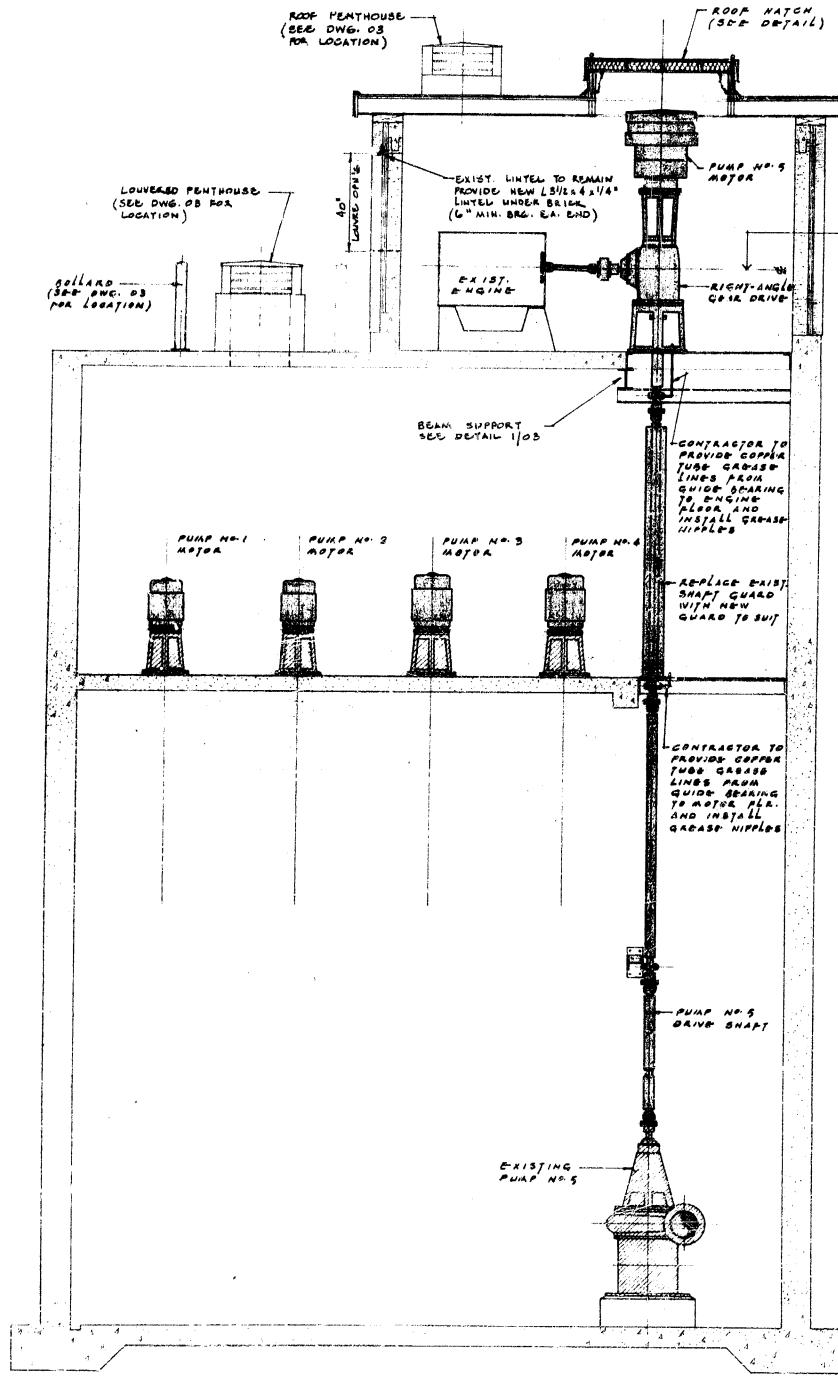 ROOF PENTHOUSE
(SEE DWG. 03
FOR LOCATION)
ROOF HATCH
(SEE DETAIL)
PUMP No. 5
MOTOR
EXIST. LINTEL TO REMAIN
PROVIDE NEW L 3 1/2 x 4 x 1/4"
LINTEL UNDER BRICK
(6" MIN. BRG. EA. END)
40"
LOUVRE OPN'G
LOUVERED PENTHOUSE
(SEE DWG. 03 FOR
LOCATION)
BOLLARD
(SEE DWG. 03
FOR LOCATION)
EXIST.
ENGINE
RIGHT-ANGLE
GEAR DRIVE
BEAM SUPPORT
SEE DETAIL 1/03
CONTRACTOR TO
PROVIDE COPPER
TUBE GREASE
LINES FROM
GUIDE BEARING
TO ENGINE
FLOOR AND
INSTALL GREASE
NIPPLES
PUMP No. 1
MOTOR
PUMP No. 2
MOTOR
PUMP No. 3
MOTOR
PUMP No. 4
MOTOR
REPLACE EXIST.
SHAFT GUARD
WITH NEW
GUARD TO SUIT
CONTRACTOR TO
PROVIDE COPPER
TUBE GREASE
LINES FROM
GUIDE BEARING
TO MOTOR FLR.
AND INSTALL
GREASE NIPPLES
PUMP No. 5
DRIVE SHAFT
EXISTING
PUMP No. 5